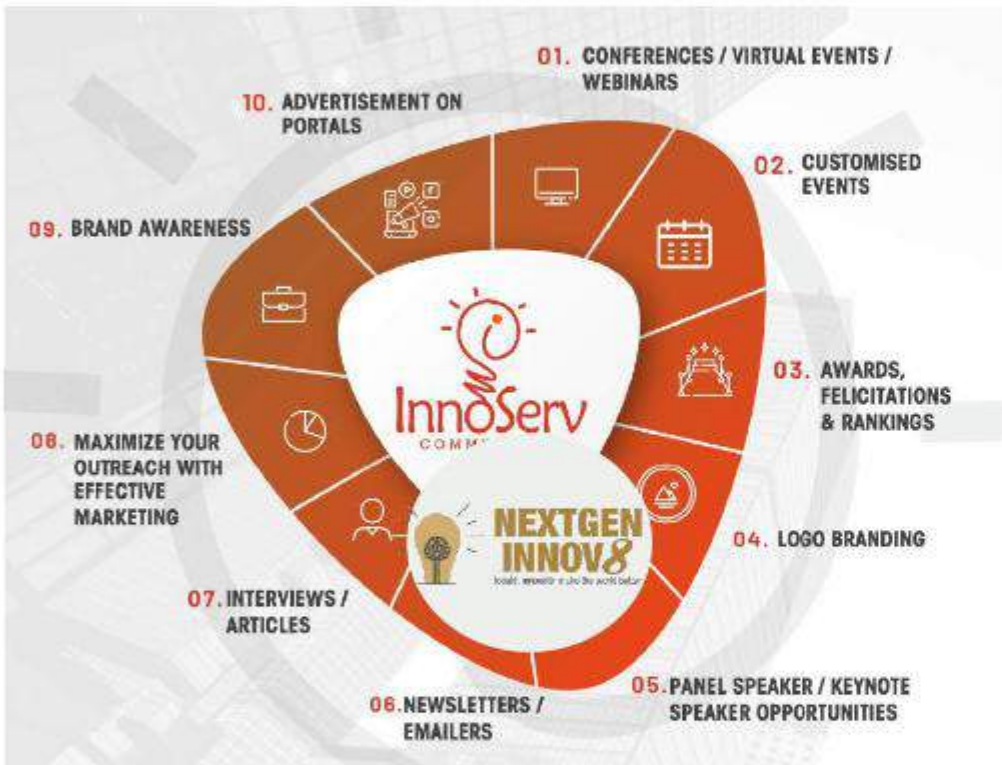 01. CONFERENCES / VIRTUAL EVENTS /
WEBINARS
02. CUSTOMISED
EVENTS
03. AWARDS,
FELICITATIONS
& RANKINGS
04. LOGO BRANDING
05. PANEL SPEAKER / KEYNOTE
SPEAKER OPPORTUNITIES
06. NEWSLETTERS /
EMAILERS
07. INTERVIEWS /
ARTICLES
08. MAXIMIZE YOUR
OUTREACH WITH
EFFECTIVE
MARKETING
09. BRAND AWARENESS
10. ADVERTISEMENT ON
PORTALS
InnoServ
NEXTGEN
INNOV8